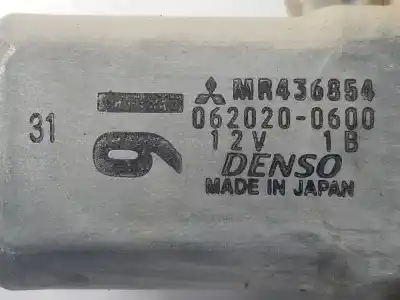 MR436854
062020-0600
12V 1B
DENSO
MADE IN JAPAN
31